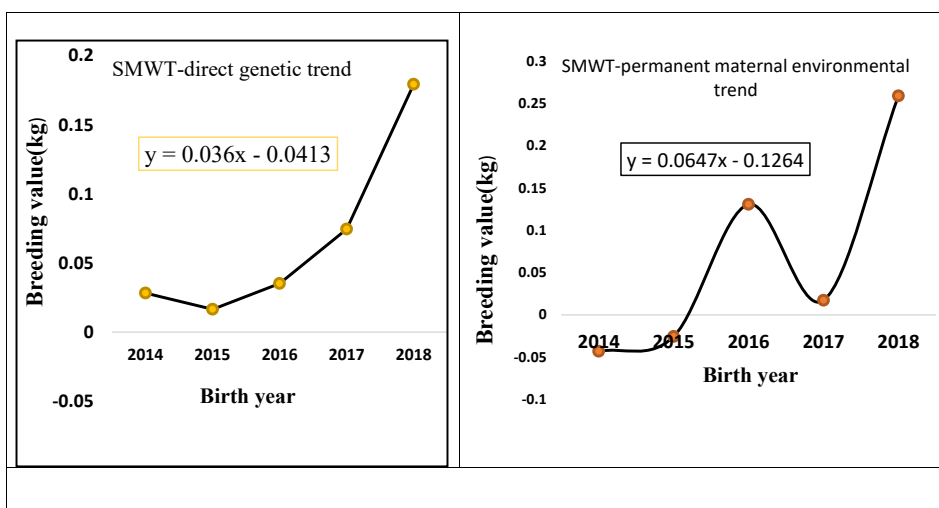 SMWT-direct genetic trend
y = 0.036x - 0.0413
Breeding value(kg)
0.2
0.15
0.1
0.05
0
-0.05
2014 2015 2016 2017 2018
Birth year
SMWT-permanent maternal environmental
trend
y = 0.0647x - 0.1264
Breeding value(kg)
0.3
0.25
0.2
0.15
0.1
0.05
0
-0.05
-0.1
2014 2015 2016 2017 2018
Birth year